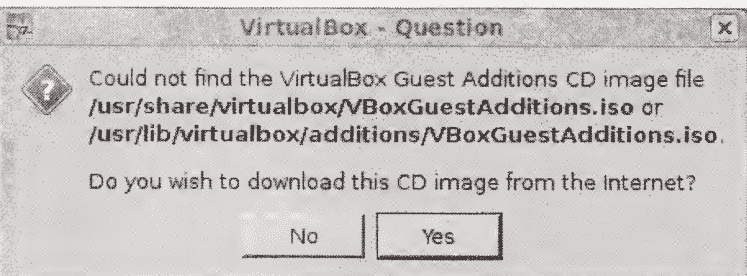 VirtualBox - Question
Could not find the VirtualBox Guest Additions CD image file
/usr/share/virtualbox/VBoxGuestAdditions.iso or
/usr/lib/virtualbox/additions/VBoxGuestAdditions.iso.
Do you wish to download this CD image from the Internet?
No
Yes